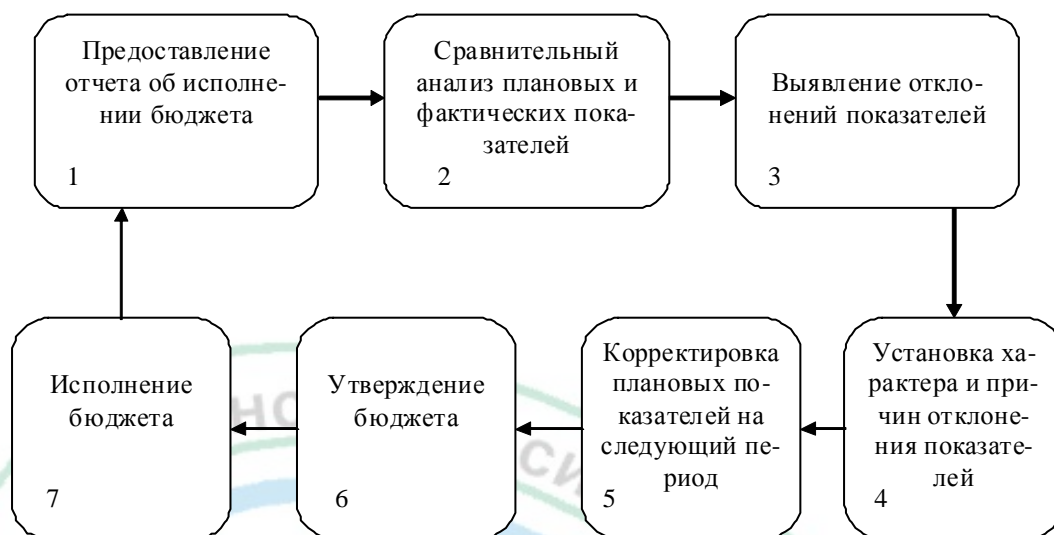 Предоставление
отчета об исполне-
нии бюджета
1
Сравнительный
анализ плановых и
фактических пока-
зателей
2
Выявление откло-
нений показателей
3
Установка ха-
рактера и при-
чин отклоне-
ния показате-
лей
4
Корректировка
плановых по-
казателей на
следующий пе-
риод
5
Утверждение
бюджета
6
Исполнение
бюджета
7